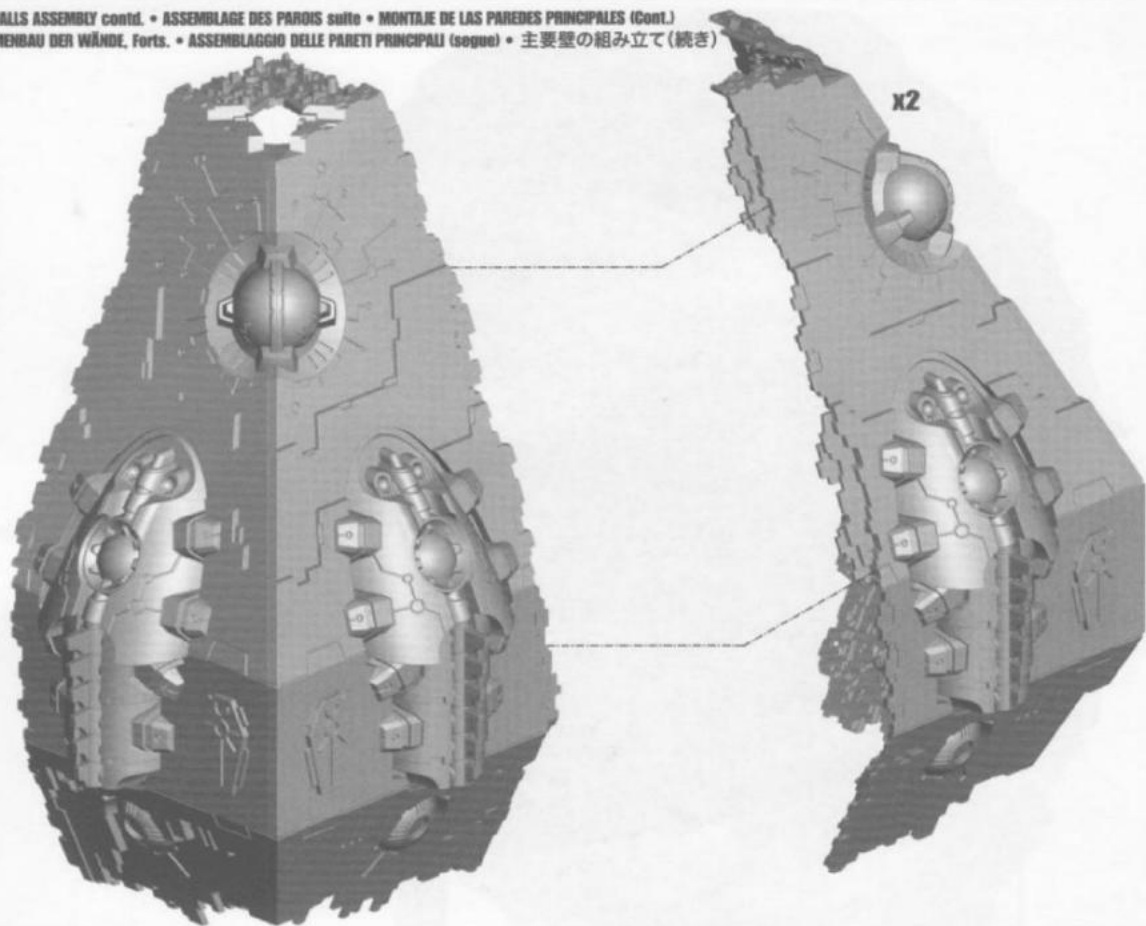 ALLS ASSEMBLY contd. • ASSEMBLAGE DES PAROIS suite • MONTAJE DE LAS PAREDES PRINCIPALES (Cont.)
MENBAU DER WÄNDE, Forts. • ASSEMBLAGGIO DELLE PARETI PRINCIPALI (segue) • 主要壁の組み立て(続き)
x2